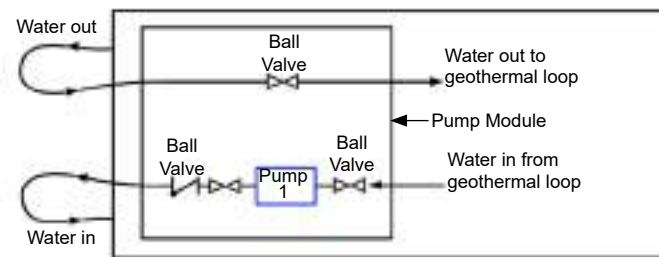 Water out
Ball
Valve
Water out to
geothermal loop
Pump Module
Ball
Valve
Pump
1
Ball
Valve
Water in from
geothermal loop
Water in